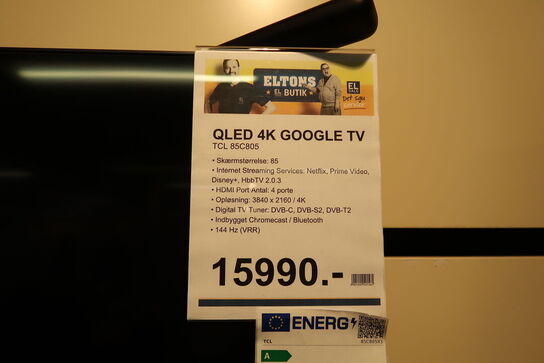 ELTONS
EL BUTIK
EL
SALG
Det sgu
QLED 4K GOOGLE TV
TCL 85C805
• Skærmstørrelse: 85
• Internet Streaming Services: Netflix, Prime Video,
Disney+, HbbTV 2.0.3
• HDMI Port Antal: 4 porte
• Opløsning: 3840 x 2160 / 4K
• Digital TV Tuner: DVB-C, DVB-S2, DVB-T2
• Indbygget Chromecast / Bluetooth
• 144 Hz (VRR)
15990.-
ENERG
TCL
85C805X3
A